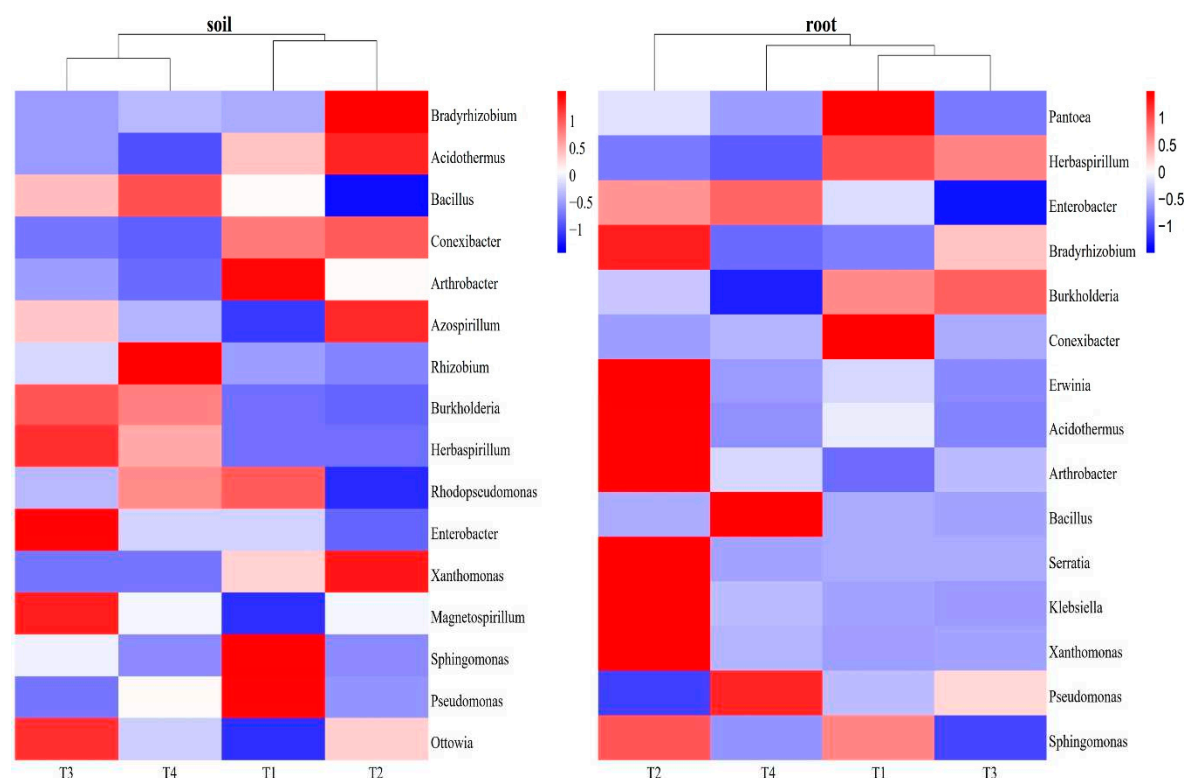 soil
Bradyrhizobium
Acidothermus
Bacillus
Conexibacter
Arthrobacter
Azospirillum
Rhizobium
Burkholderia
Herbaspirillum
Rhodopseudomonas
Enterobacter
Xanthomonas
Magnetospirillum
Sphingomonas
Pseudomonas
Ottowia
T3 T4 T1 T2
1
0.5
0
−0.5
−1
root
Pantoea
Herbaspirillum
Enterobacter
Bradyrhizobium
Burkholderia
Conexibacter
Erwinia
Acidothermus
Arthrobacter
Bacillus
Serratia
Klebsiella
Xanthomonas
Pseudomonas
Sphingomonas
T2 T4 T1 T3
1
0.5
0
−0.5
−1